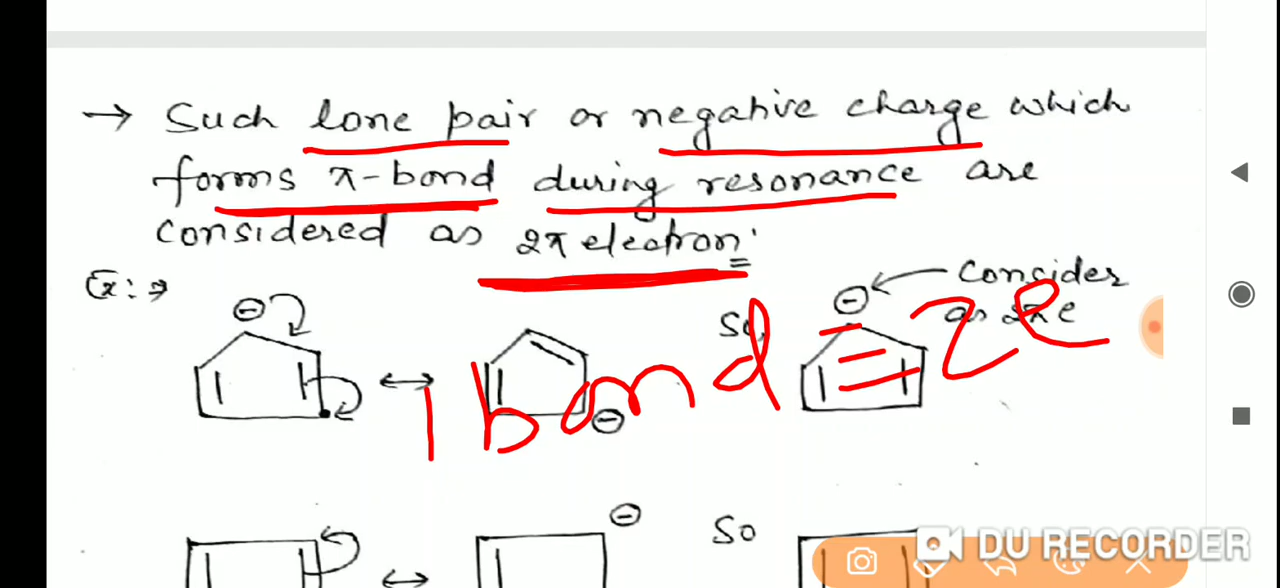 → Such lone pair or negative charge which
forms π-bond during resonance are
considered as 2π electron.
Ex: →
⊖
↔
⊖
So,
⊖
Consider
as 2π e
1 bond = 2e
↔
⊖
So
DU RECORDER